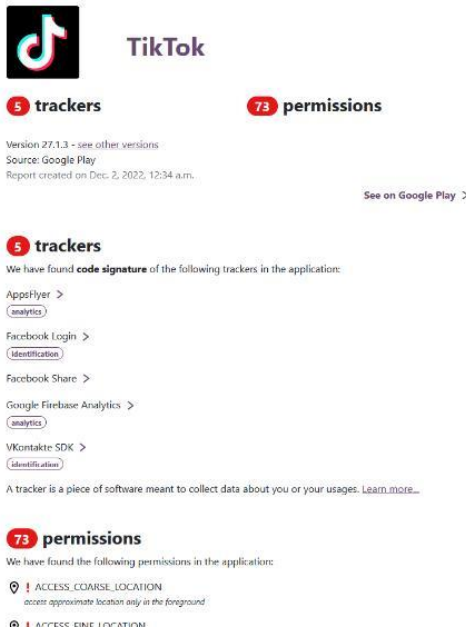 TikTok
5 trackers
73 permissions
Version 27.1.3 - see other versions
Source: Google Play
Report created on Dec. 2, 2022, 12:34 a.m.
See on Google Play >
5 trackers
We have found code signature of the following trackers in the application:
AppsFlyer >
analytics
Facebook Login >
identification
Facebook Share >
Google Firebase Analytics >
analytics
VKontakte SDK >
identification
A tracker is a piece of software meant to collect data about you or your usages. Learn more...
73 permissions
We have found the following permissions in the application:
! ACCESS_COARSE_LOCATION
access approximate location only in the foreground
! ACCESS_FINE_LOCATION